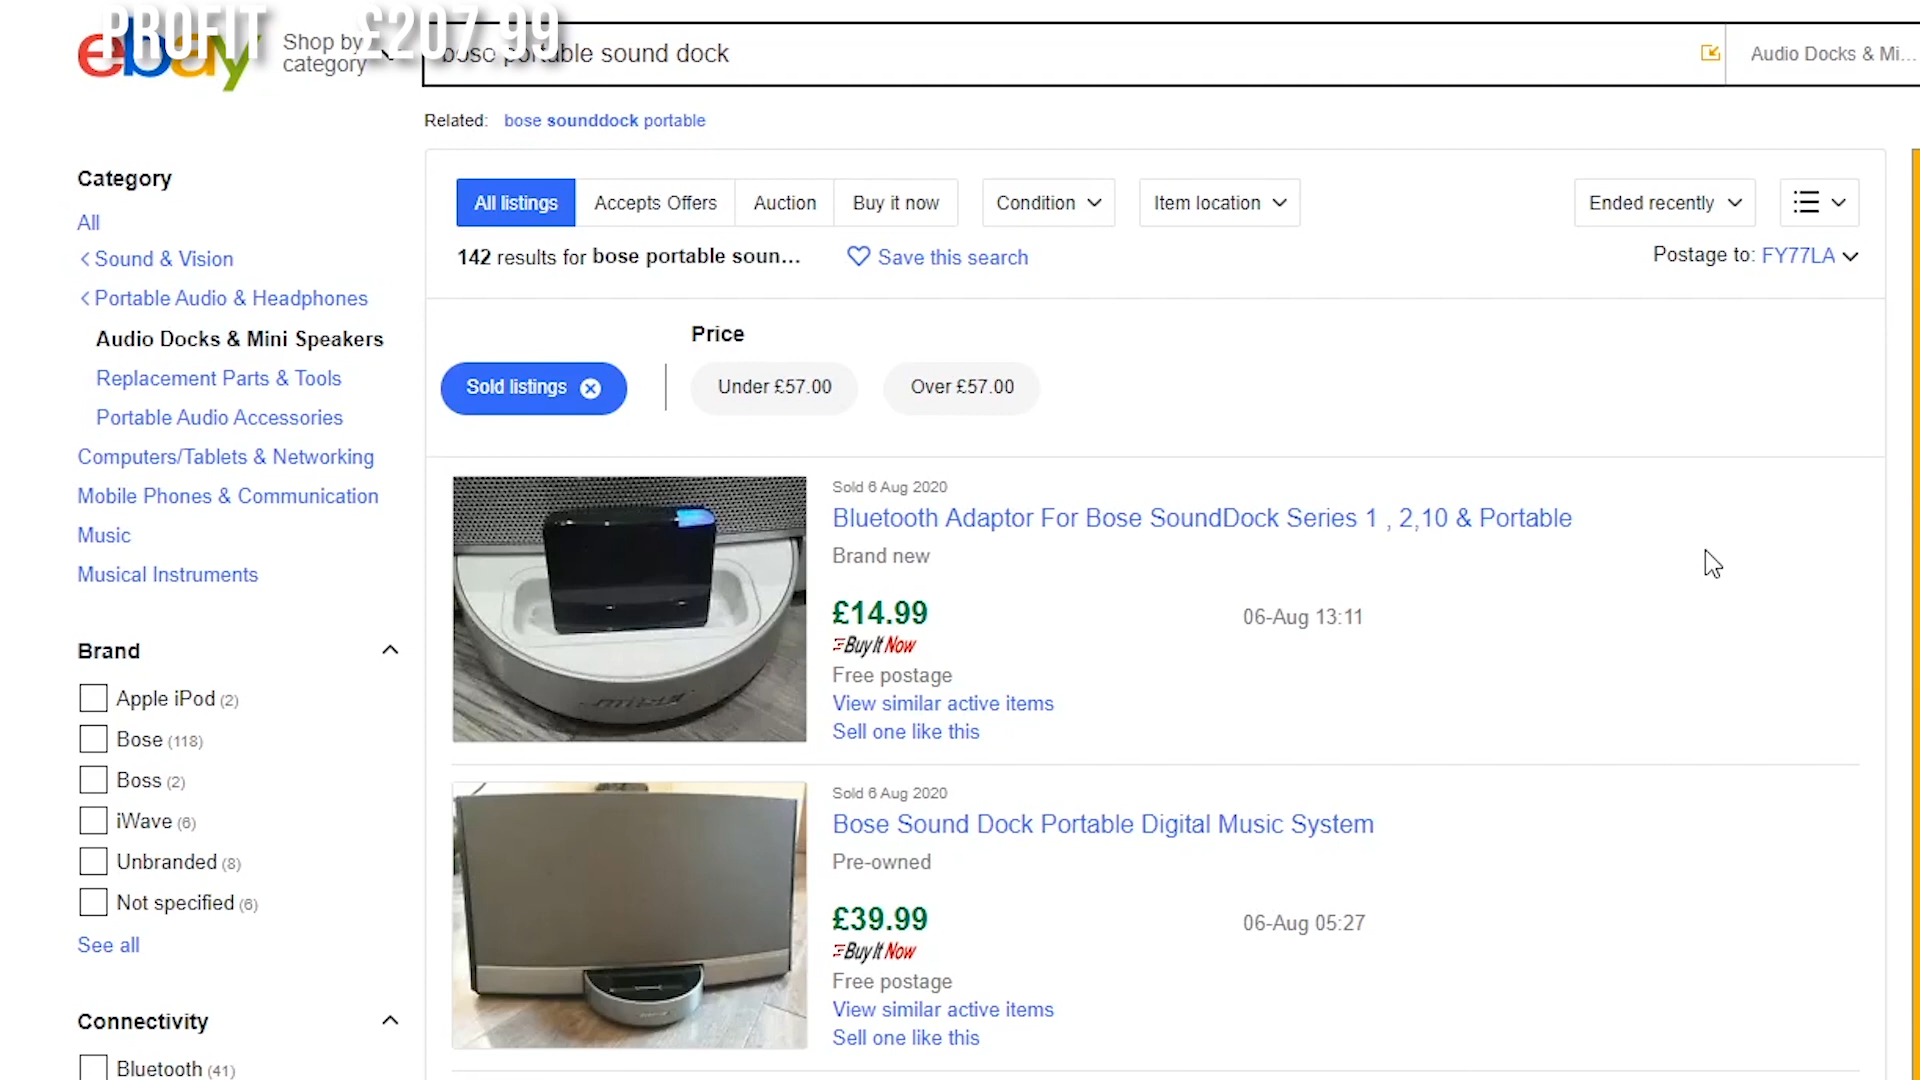 PROFIT £207.99
ebay
Shop by
category
bose portable sound dock
Audio Docks & Mi...
Related: bose sounddock portable
Category
All
Sound & Vision
Portable Audio & Headphones
Audio Docks & Mini Speakers
Replacement Parts & Tools
Portable Audio Accessories
Computers/Tablets & Networking
Mobile Phones & Communication
Music
Musical Instruments
Brand
Apple iPod (2)
Bose (118)
Boss (2)
iWave (6)
Unbranded (8)
Not specified (6)
See all
Connectivity
Bluetooth (41)
All listings Accepts Offers Auction Buy it now Condition Item location Ended recently
142 results for bose portable soun... Save this search Postage to: FY77LA
Price
Sold listings Under £57.00 Over £57.00
Sold 6 Aug 2020
Bluetooth Adaptor For Bose SoundDock Series 1 , 2,10 & Portable
Brand new
£14.99 06-Aug 13:11
Buy It Now
Free postage
View similar active items
Sell one like this
Sold 6 Aug 2020
Bose Sound Dock Portable Digital Music System
Pre-owned
£39.99 06-Aug 05:27
Buy It Now
Free postage
View similar active items
Sell one like this